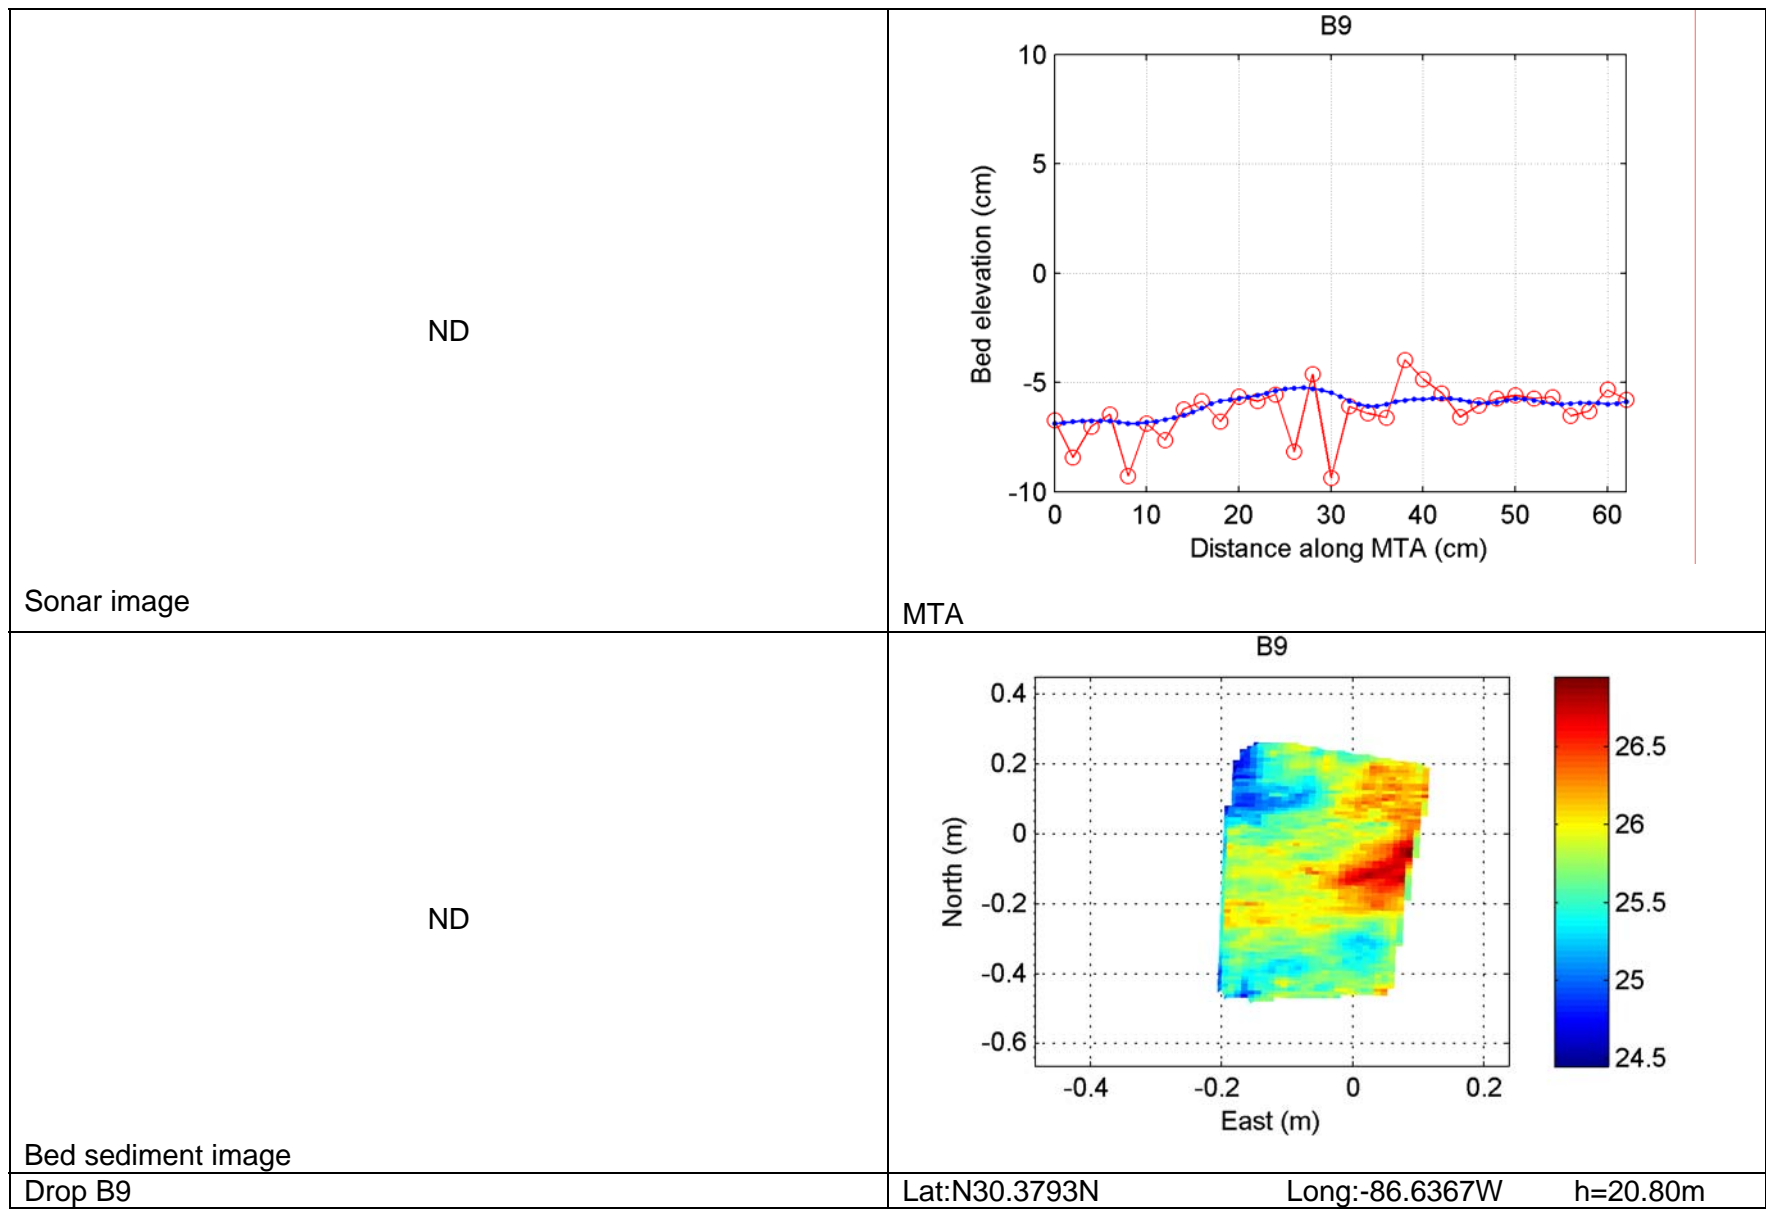 ND
Sonar image
B9
10
5
0
-5
-10
Bed elevation (cm)
0 10 20 30 40 50 60
Distance along MTA (cm)
MTA
ND
Bed sediment image
B9
0.4
0.2
0
-0.2
-0.4
-0.6
North (m)
-0.4 -0.2 0 0.2
East (m)
26.5
26
25.5
25
24.5
Drop B9
Lat:N30.3793N Long:-86.6367W h=20.80m